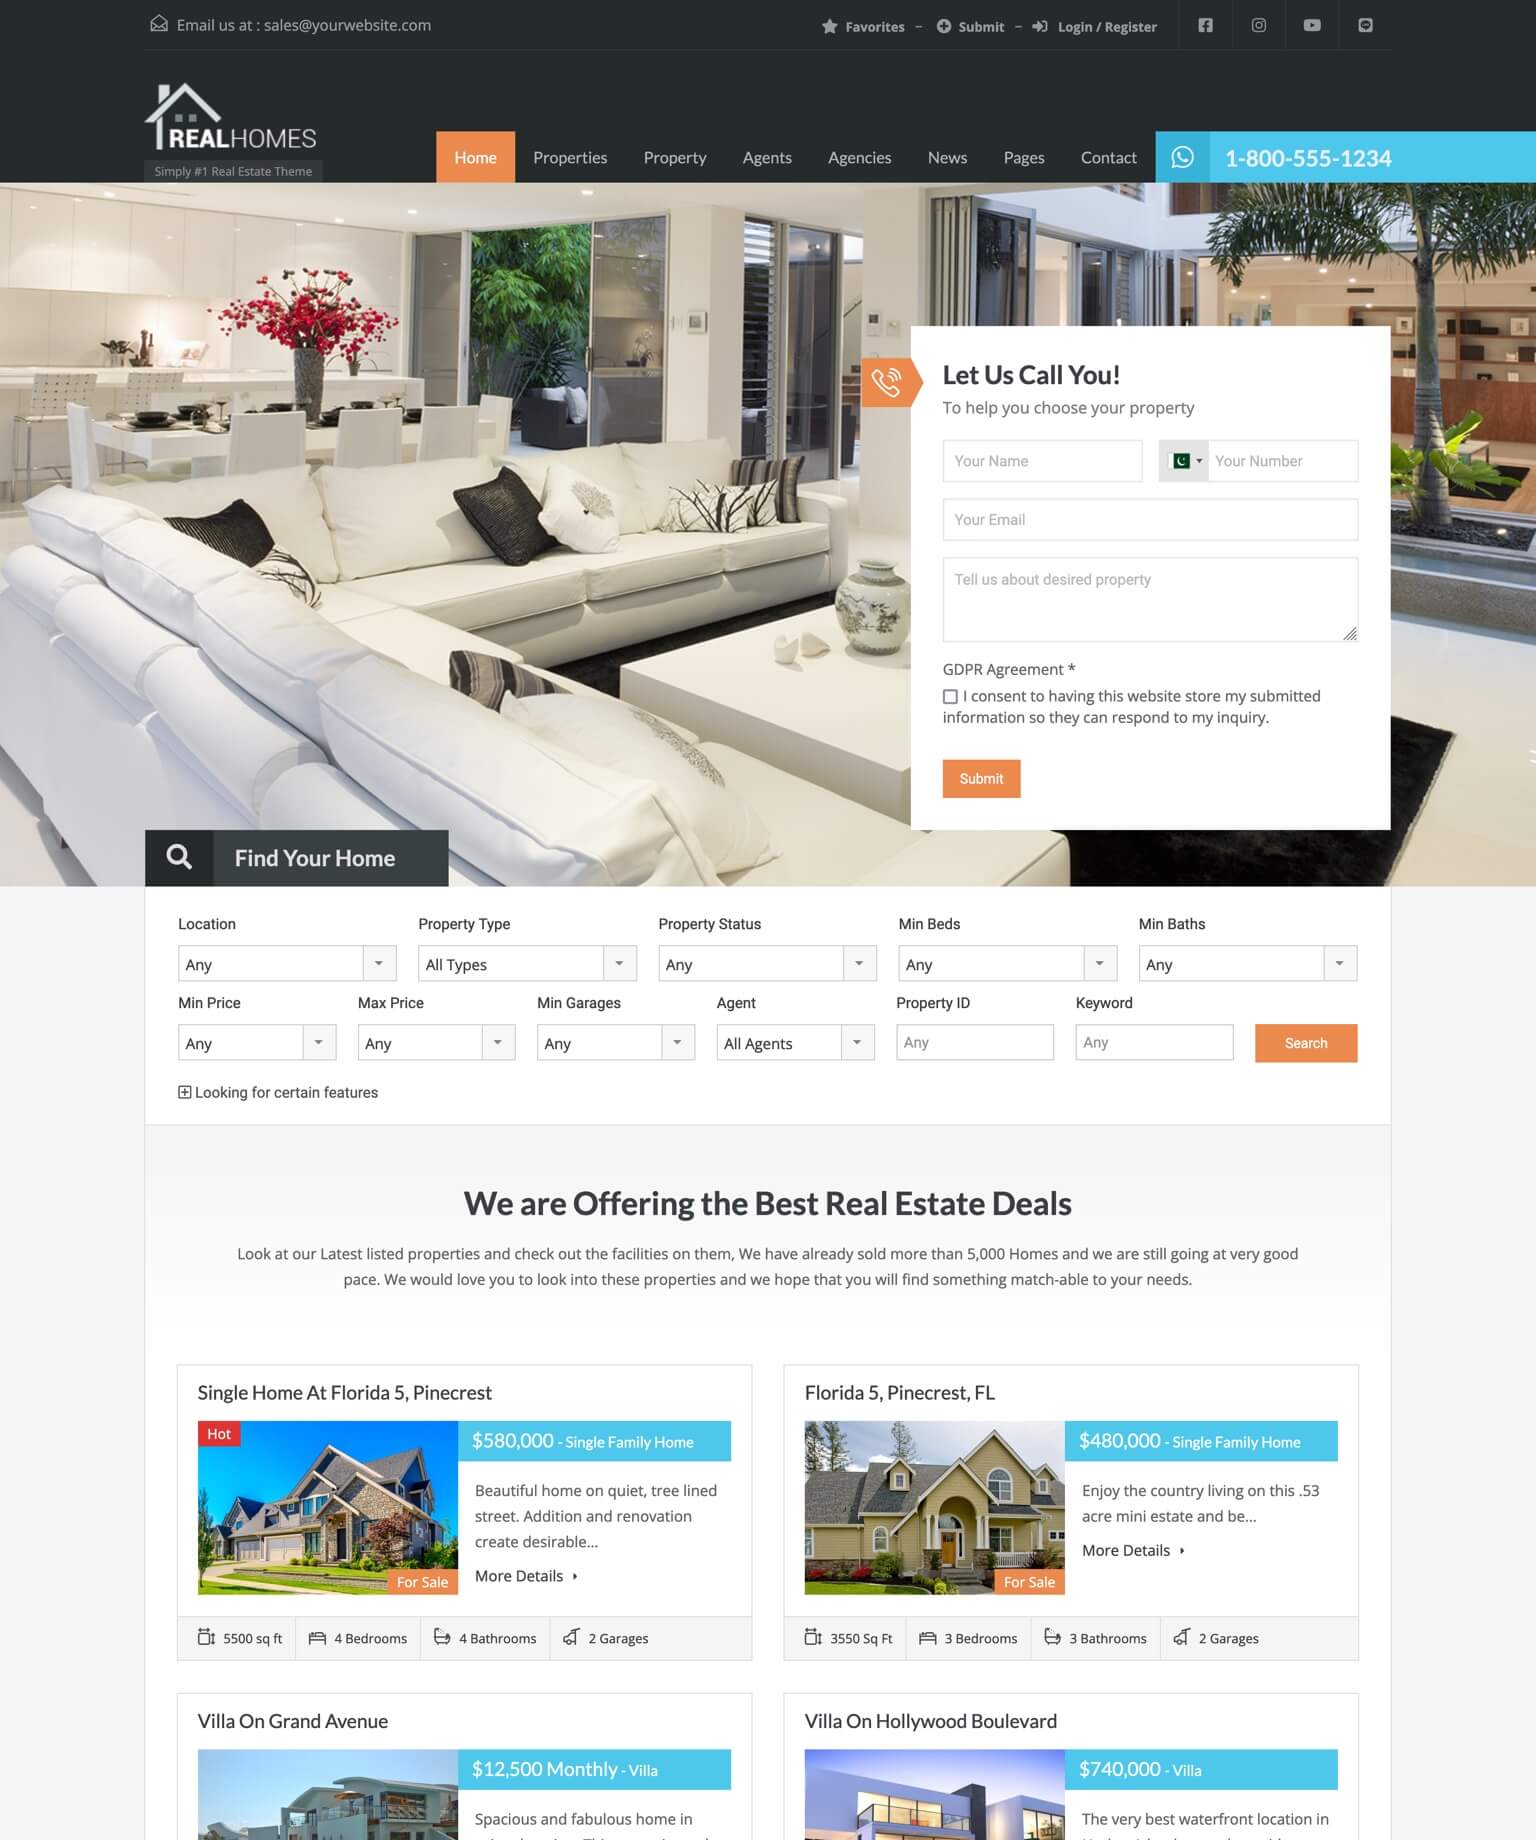 Email us at : sales@yourwebsite.com
Favorites – Submit – Login / Register
REALHOMES
Simply #1 Real Estate Theme
Home Properties Property Agents Agencies News Pages Contact
1-800-555-1234
Let Us Call You!
To help you choose your property
Your Name
Your Number
Your Email
Tell us about desired property
GDPR Agreement *
I consent to having this website store my submitted
information so they can respond to my inquiry.
Submit
Find Your Home
Location Property Type Property Status Min Beds Min Baths
Any All Types Any Any Any
Min Price Max Price Min Garages Agent Property ID Keyword
Any Any Any All Agents Any Any Search
Looking for certain features
We are Offering the Best Real Estate Deals
Look at our Latest listed properties and check out the facilities on them, We have already sold more than 5,000 Homes and we are still going at very good
pace. We would love you to look into these properties and we hope that you will find something match-able to your needs.
Single Home At Florida 5, Pinecrest
Hot
$580,000 - Single Family Home
Beautiful home on quiet, tree lined
street. Addition and renovation
create desirable...
More Details
For Sale
5500 sq ft 4 Bedrooms 4 Bathrooms 2 Garages
Florida 5, Pinecrest, FL
$480,000 - Single Family Home
Enjoy the country living on this .53
acre mini estate and be...
More Details
For Sale
3550 Sq Ft 3 Bedrooms 3 Bathrooms 2 Garages
Villa On Grand Avenue
$12,500 Monthly - Villa
Spacious and fabulous home in
Villa On Hollywood Boulevard
$740,000 - Villa
The very best waterfront location in